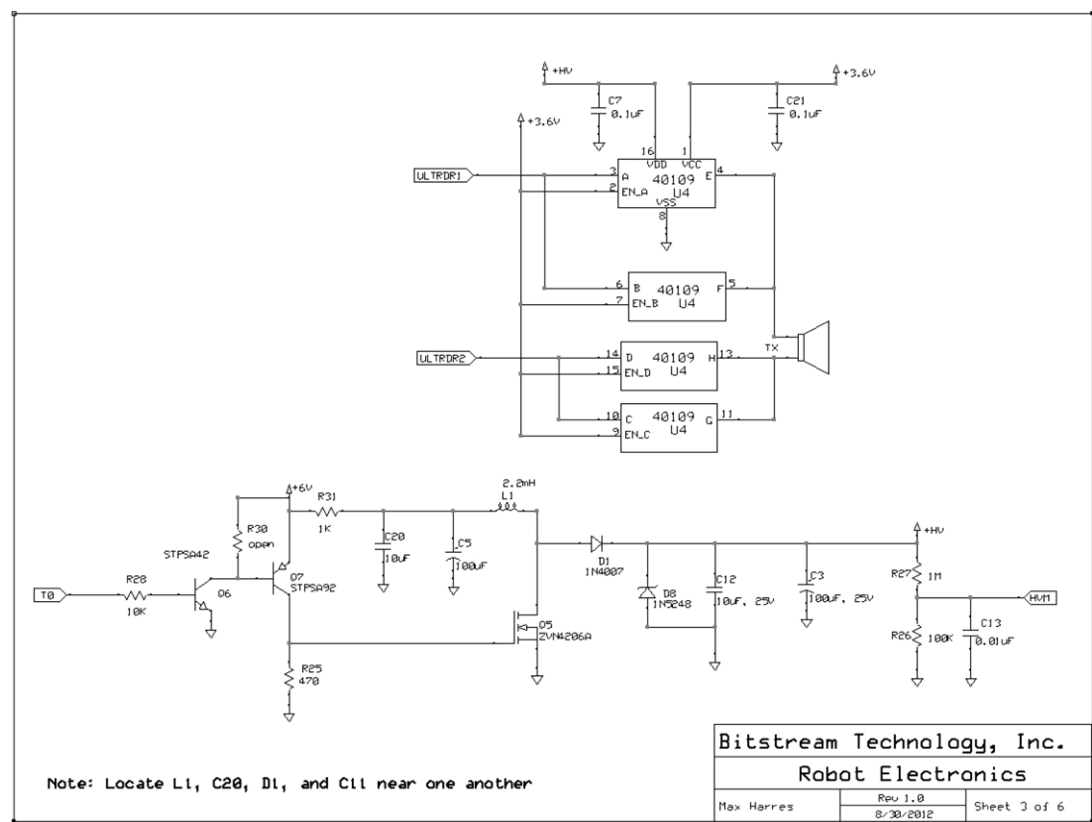 +HV
+3.6V
C7
0.1uF
C21
0.1uF
+3.6V
16
1
VDD
VCC
ULTRDR1
3
A
40109
E
4
2
EN_A
U4
VSS
8
6
B
40109
F
5
7
EN_B
U4
TX
ULTRDR2
14
D
40109
H
13
15
EN_D
U4
10
C
40109
G
11
9
EN_C
U4
2.2mH
L1
+6V
R31
1K
R30
open
C20
10uF
C5
100uF
+HV
STPSA42
D1
1N4007
Q7
STPSA92
R28
10K
Q6
T0
D8
1N5248
C12
10uF, 25V
C3
100uF, 25V
R27
1M
HVM
Q5
ZVN4206A
R26
100K
C13
0.01uF
R25
470
Note: Locate L1, C20, D1, and C11 near one another
Bitstream Technology, Inc.
Robot Electronics
Max Harres
Rev 1.0
8/30/2012
Sheet 3 of 6